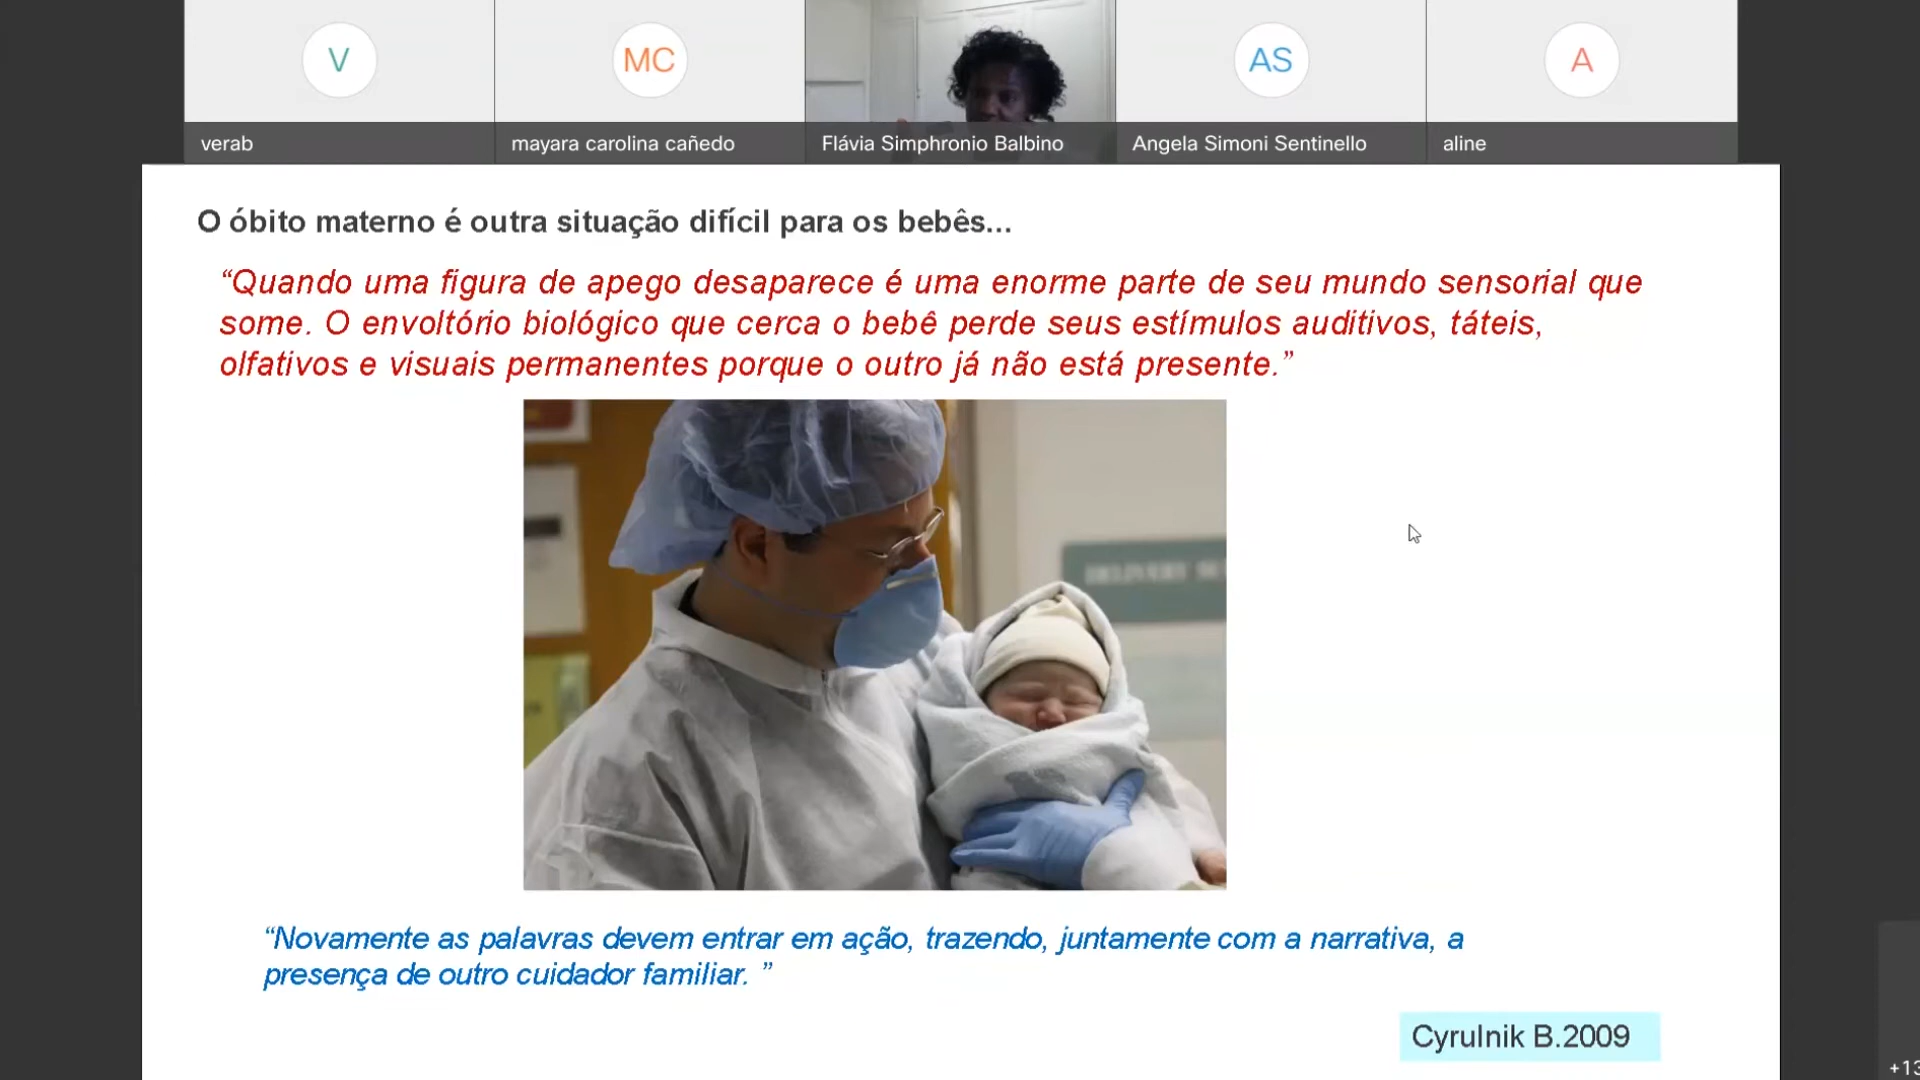 V
MC
AS
A
verab
mayara carolina cañedo
Flávia Simphronio Balbino
Angela Simoni Sentinello
aline
O óbito materno é outra situação difícil para os bebês...
“Quando uma figura de apego desaparece é uma enorme parte de seu mundo sensorial que
some. O envoltório biológico que cerca o bebê perde seus estímulos auditivos, táteis,
olfativos e visuais permanentes porque o outro já não está presente.”
DELIVERY
“Novamente as palavras devem entrar em ação, trazendo, juntamente com a narrativa, a
presença de outro cuidador familiar. ”
Cyrulnik B.2009
+13